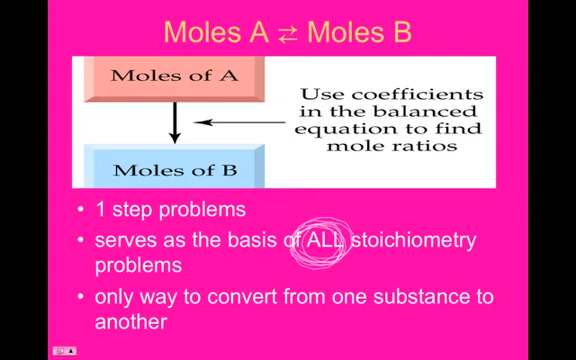 Moles A ⇄ Moles B
Moles of A
Use coefficients
in the balanced
equation to find
mole ratios
Moles of B
• 1 step problems
• serves as the basis of ALL stoichiometry
problems
• only way to convert from one substance to
another